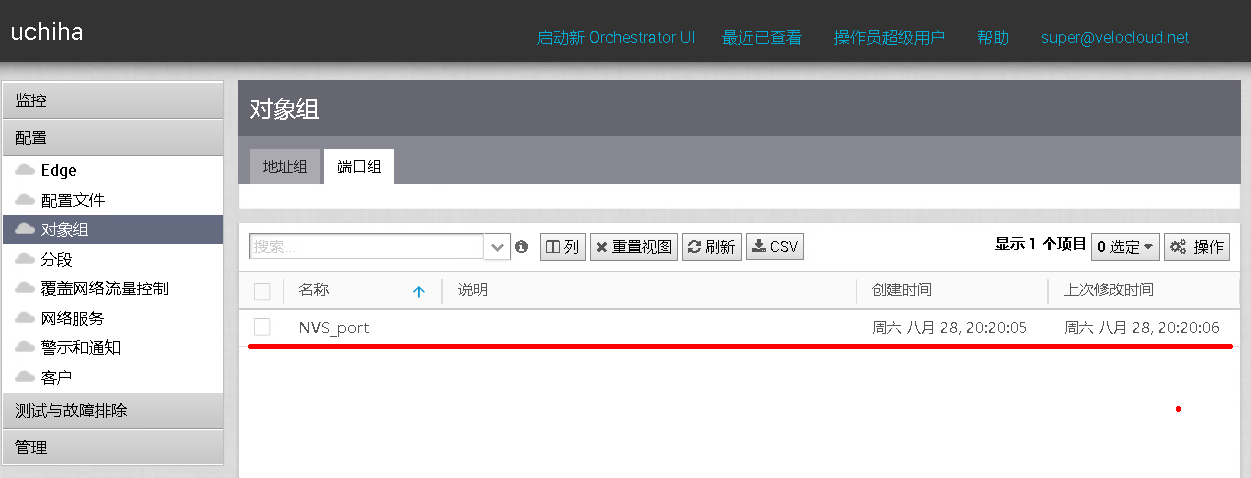 uchiha
启动新 Orchestrator UI 最近已查看 操作员超级用户 帮助 super@velocloud.net
监控
配置
Edge
配置文件
对象组
分段
覆盖网络流量控制
网络服务
警示和通知
客户
测试与故障排除
管理
对象组
地址组 端口组
搜索... 列 重置视图 刷新 CSV 显示 1 个项目 0 选定 操作
名称 说明 创建时间 上次修改时间
NVS_port 周六 八月 28, 20:20:05 周六 八月 28, 20:20:06